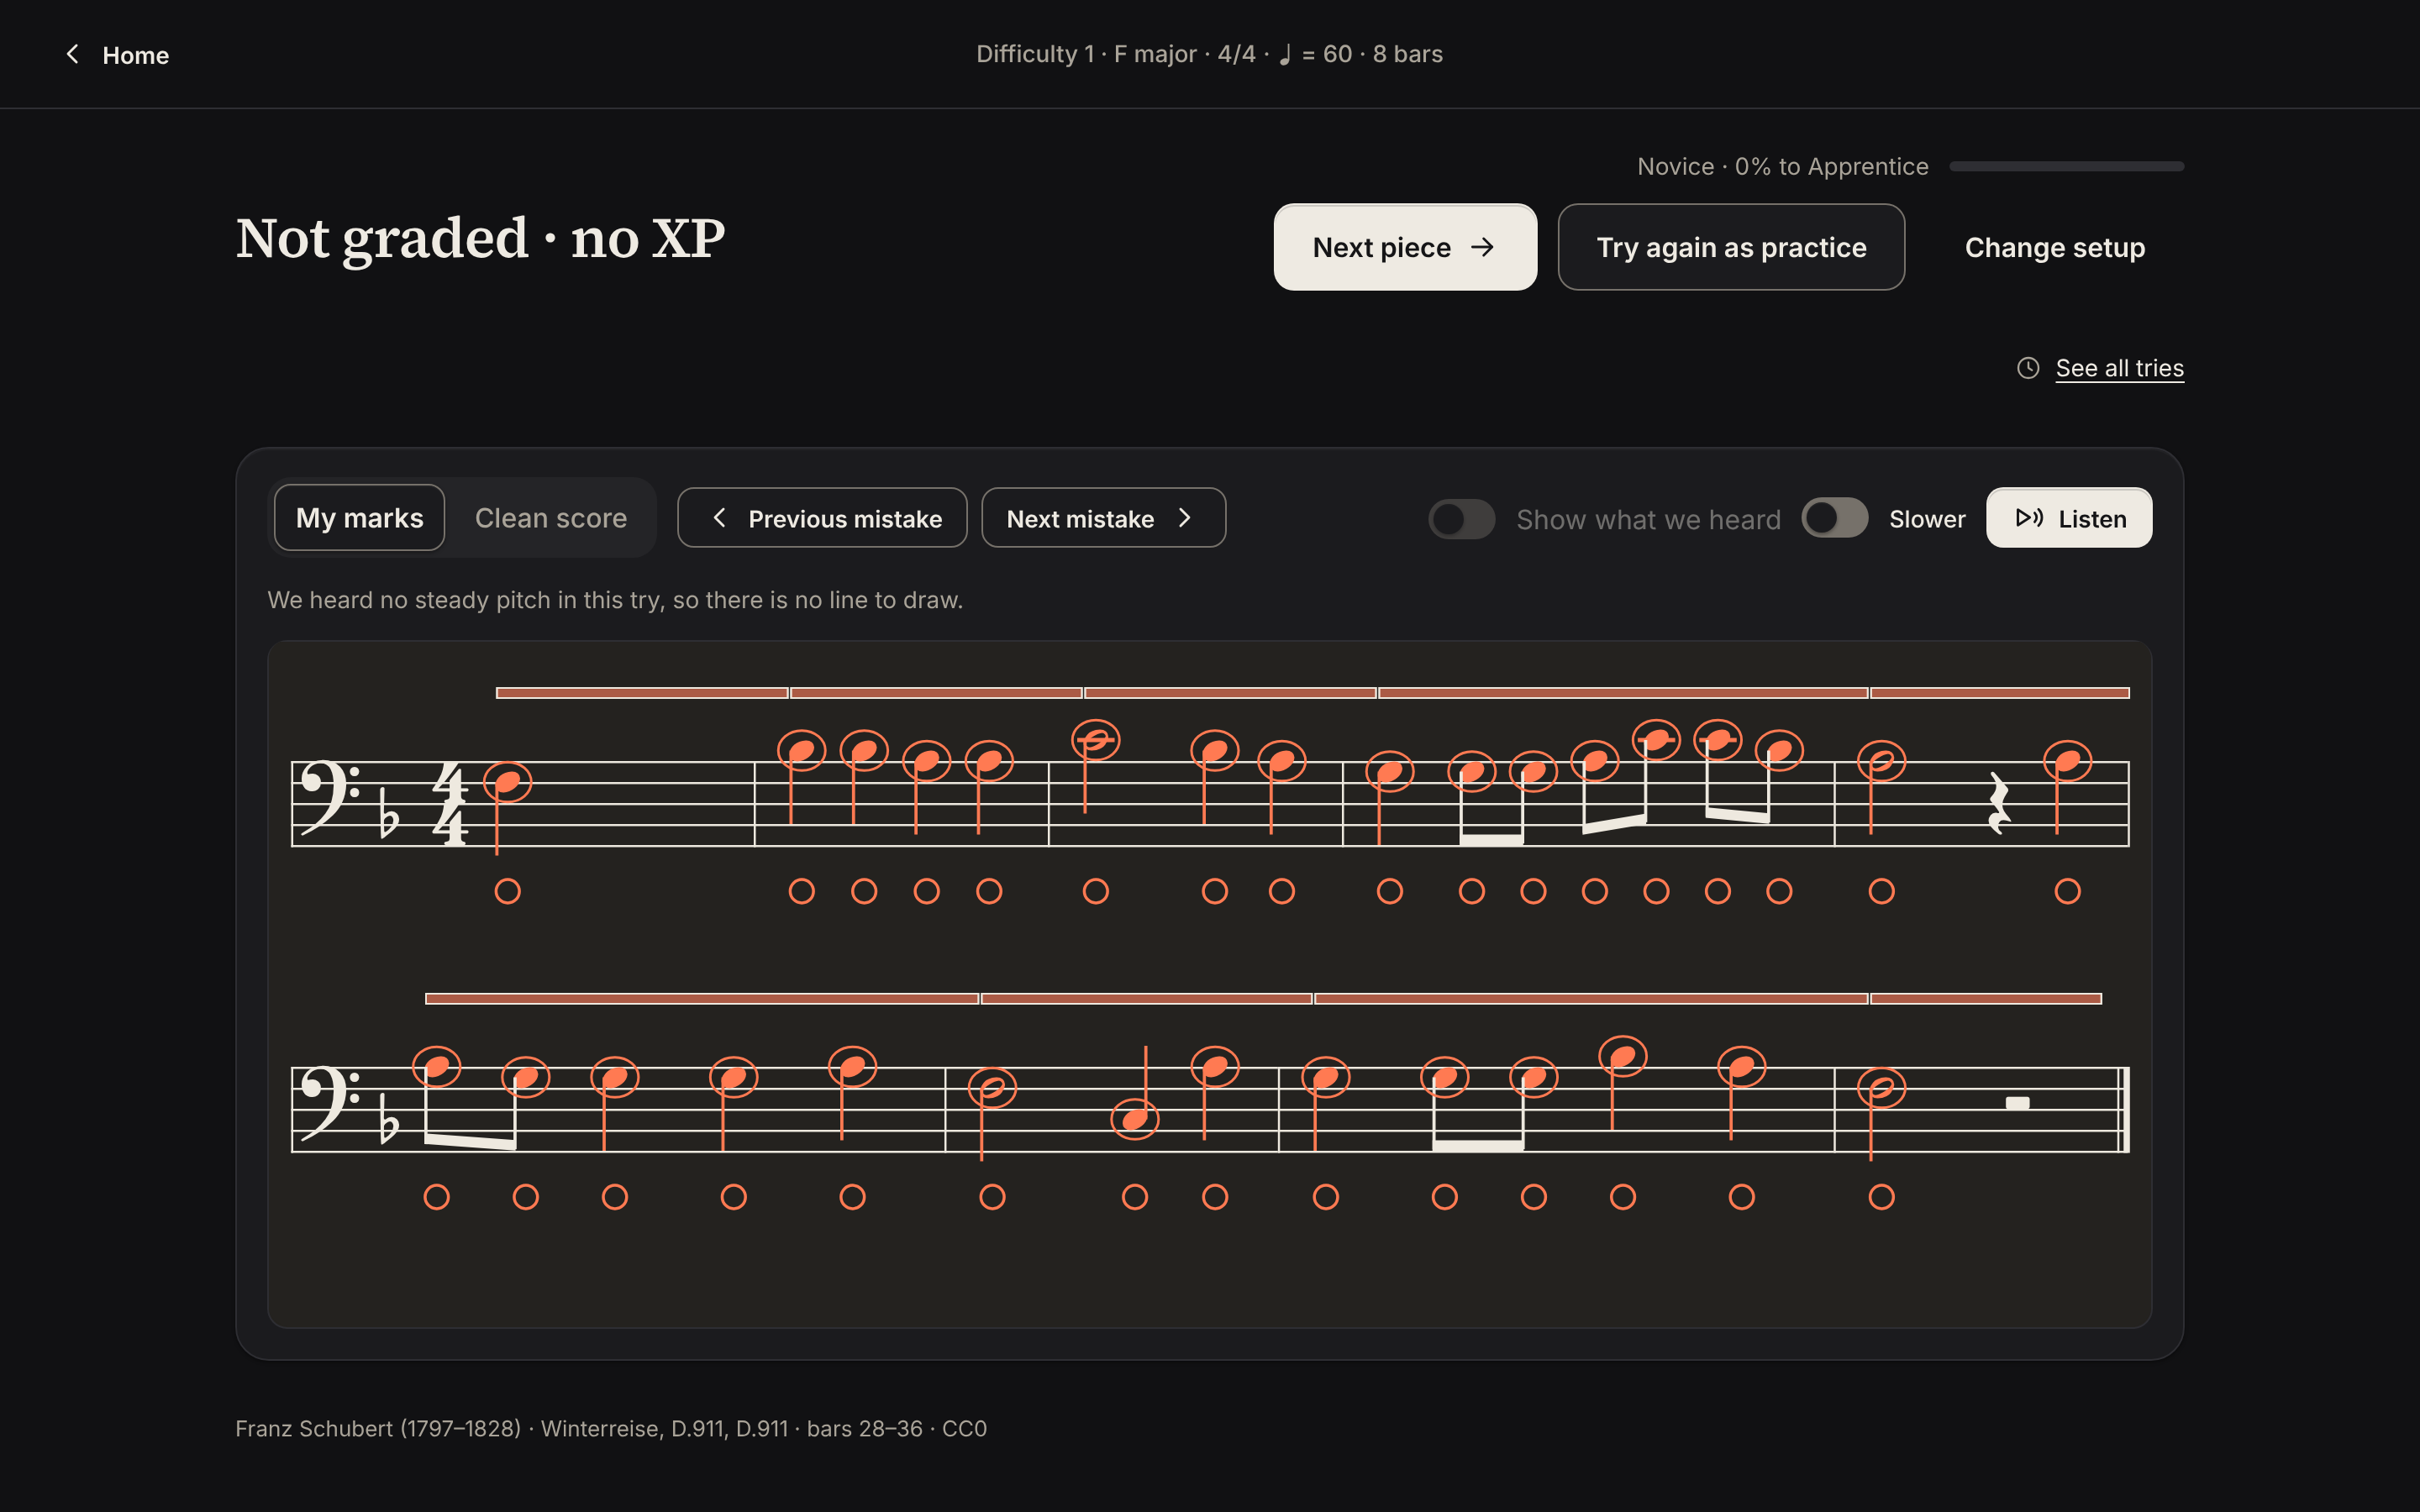 Home
Difficulty 1 · F major · 4/4 · ♩ = 60 · 8 bars
Novice · 0% to Apprentice
Not graded · no XP
Next piece →
Try again as practice
Change setup
See all tries
My marks
Clean score
Previous mistake
Next mistake
Show what we heard
Slower
Listen
We heard no steady pitch in this try, so there is no line to draw.
4
4
Franz Schubert (1797–1828) · Winterreise, D.911, D.911 · bars 28–36 · CC0